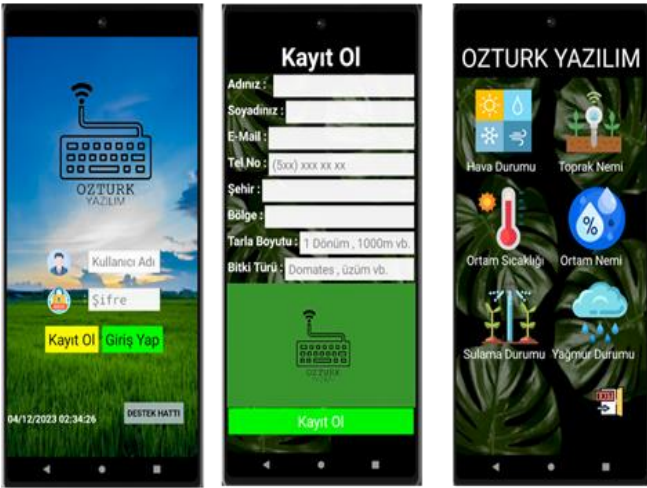 OZTURK
YAZILIM
Kullanıcı Adı
Şifre
Kayıt Ol Giriş Yap
04/12/2023 02:34:26
DESTEK HATTI
Kayıt Ol
Adınız :
Soyadınız :
E-Mail :
Tel.No : (5xx) xxx xx xx
Şehir :
Bölge :
Tarla Boyutu : 1 Dönüm , 1000m vb.
Bitki Türü : Domates , üzüm vb.
OZTURK
YAZILIM
Kayıt Ol
OZTURK YAZILIM
Hava Durumu Toprak Nemi
%
Ortam Sıcaklığı Ortam Nemi
Sulama Durumu Yağmur Durumu
EXIT